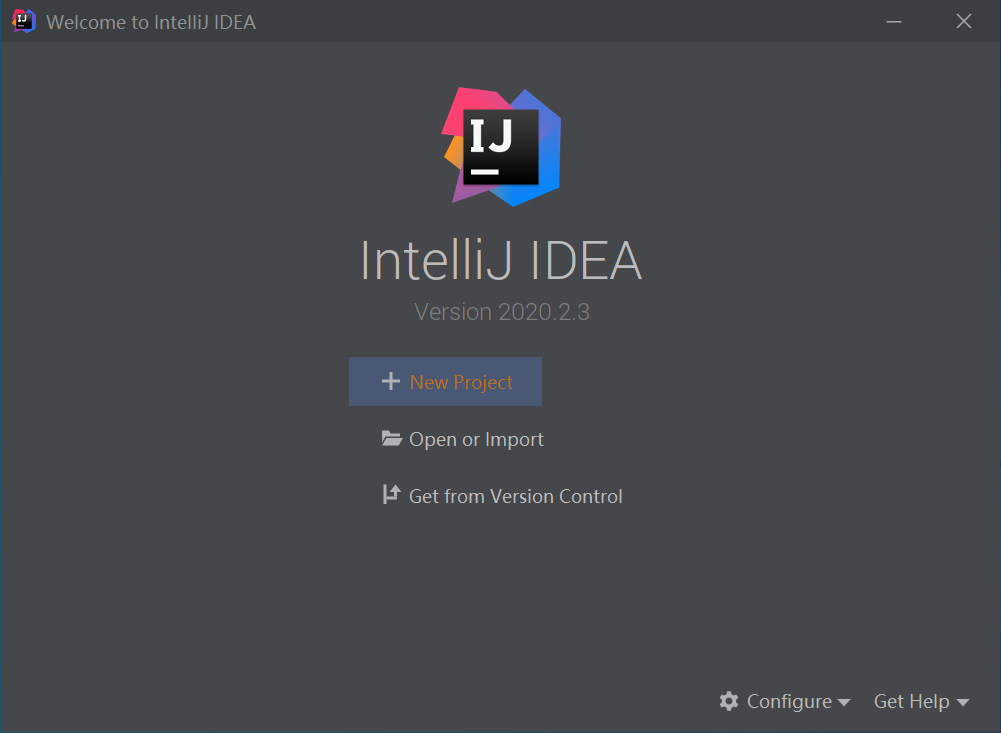 Welcome to IntelliJ IDEA
IJ
IntelliJ IDEA
Version 2020.2.3
New Project
Open or Import
Get from Version Control
Configure Get Help